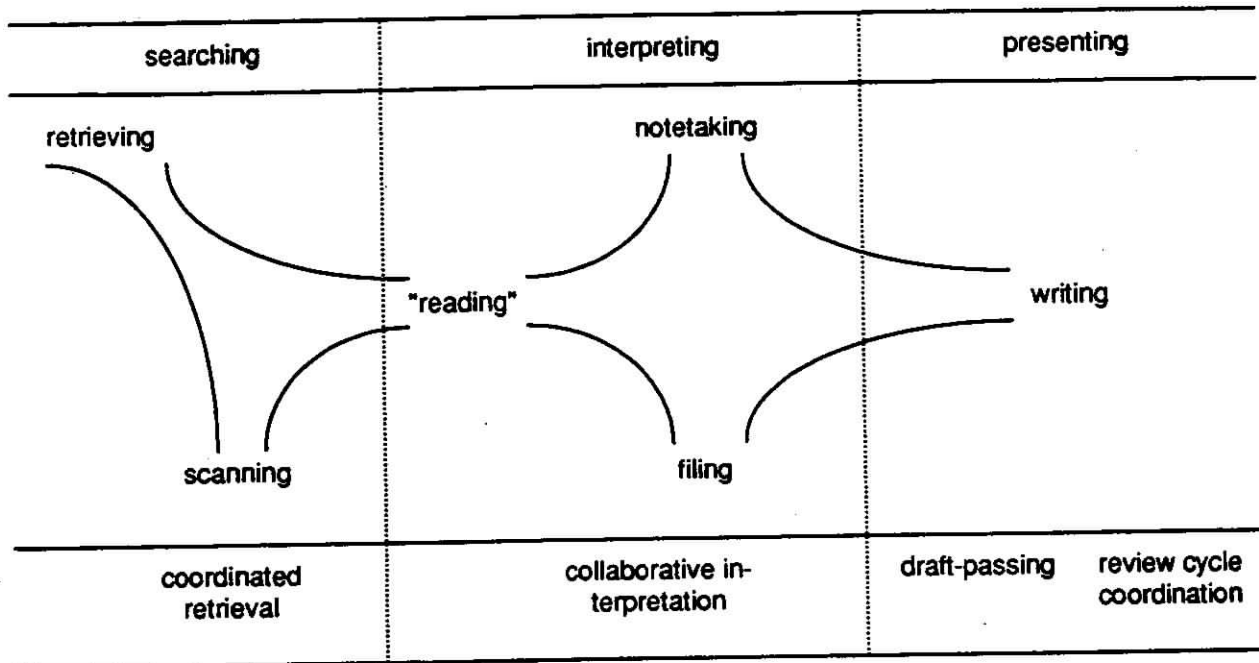 searching
interpreting
presenting
retrieving
notetaking
"reading"
writing
scanning
filing
coordinated
retrieval
collaborative in-
terpretation
draft-passing
review cycle
coordination